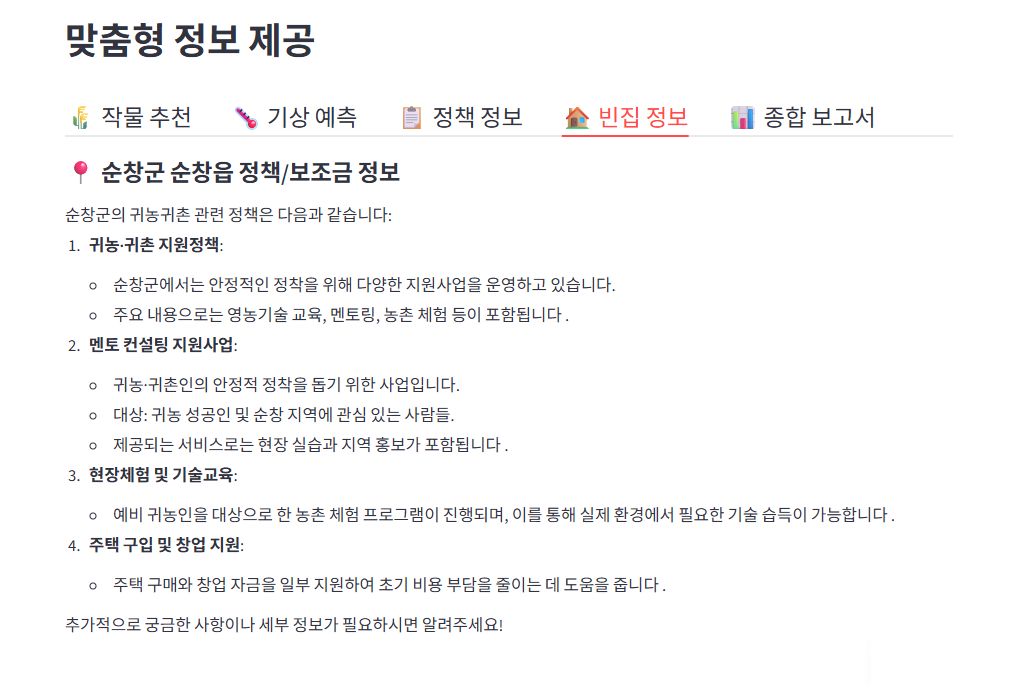 맞춤형 정보 제공
작물 추천 기상 예측 정책 정보 빈집 정보 종합 보고서
순창군 순창읍 정책/보조금 정보
순창군의 귀농귀촌 관련 정책은 다음과 같습니다:
1. 귀농·귀촌 지원정책:
순창군에서는 안정적인 정착을 위해 다양한 지원사업을 운영하고 있습니다.
주요 내용으로는 영농기술 교육, 멘토링, 농촌 체험 등이 포함됩니다 .
2. 멘토 컨설팅 지원사업:
귀농·귀촌인의 안정적 정착을 돕기 위한 사업입니다.
대상: 귀농 성공인 및 순창 지역에 관심 있는 사람들.
제공되는 서비스로는 현장 실습과 지역 홍보가 포함됩니다 .
3. 현장체험 및 기술교육:
예비 귀농인을 대상으로 한 농촌 체험 프로그램이 진행되며, 이를 통해 실제 환경에서 필요한 기술 습득이 가능합니다 .
4. 주택 구입 및 창업 지원:
주택 구매와 창업 자금을 일부 지원하여 초기 비용 부담을 줄이는 데 도움을 줍니다 .
추가적으로 궁금한 사항이나 세부 정보가 필요하시면 알려주세요!